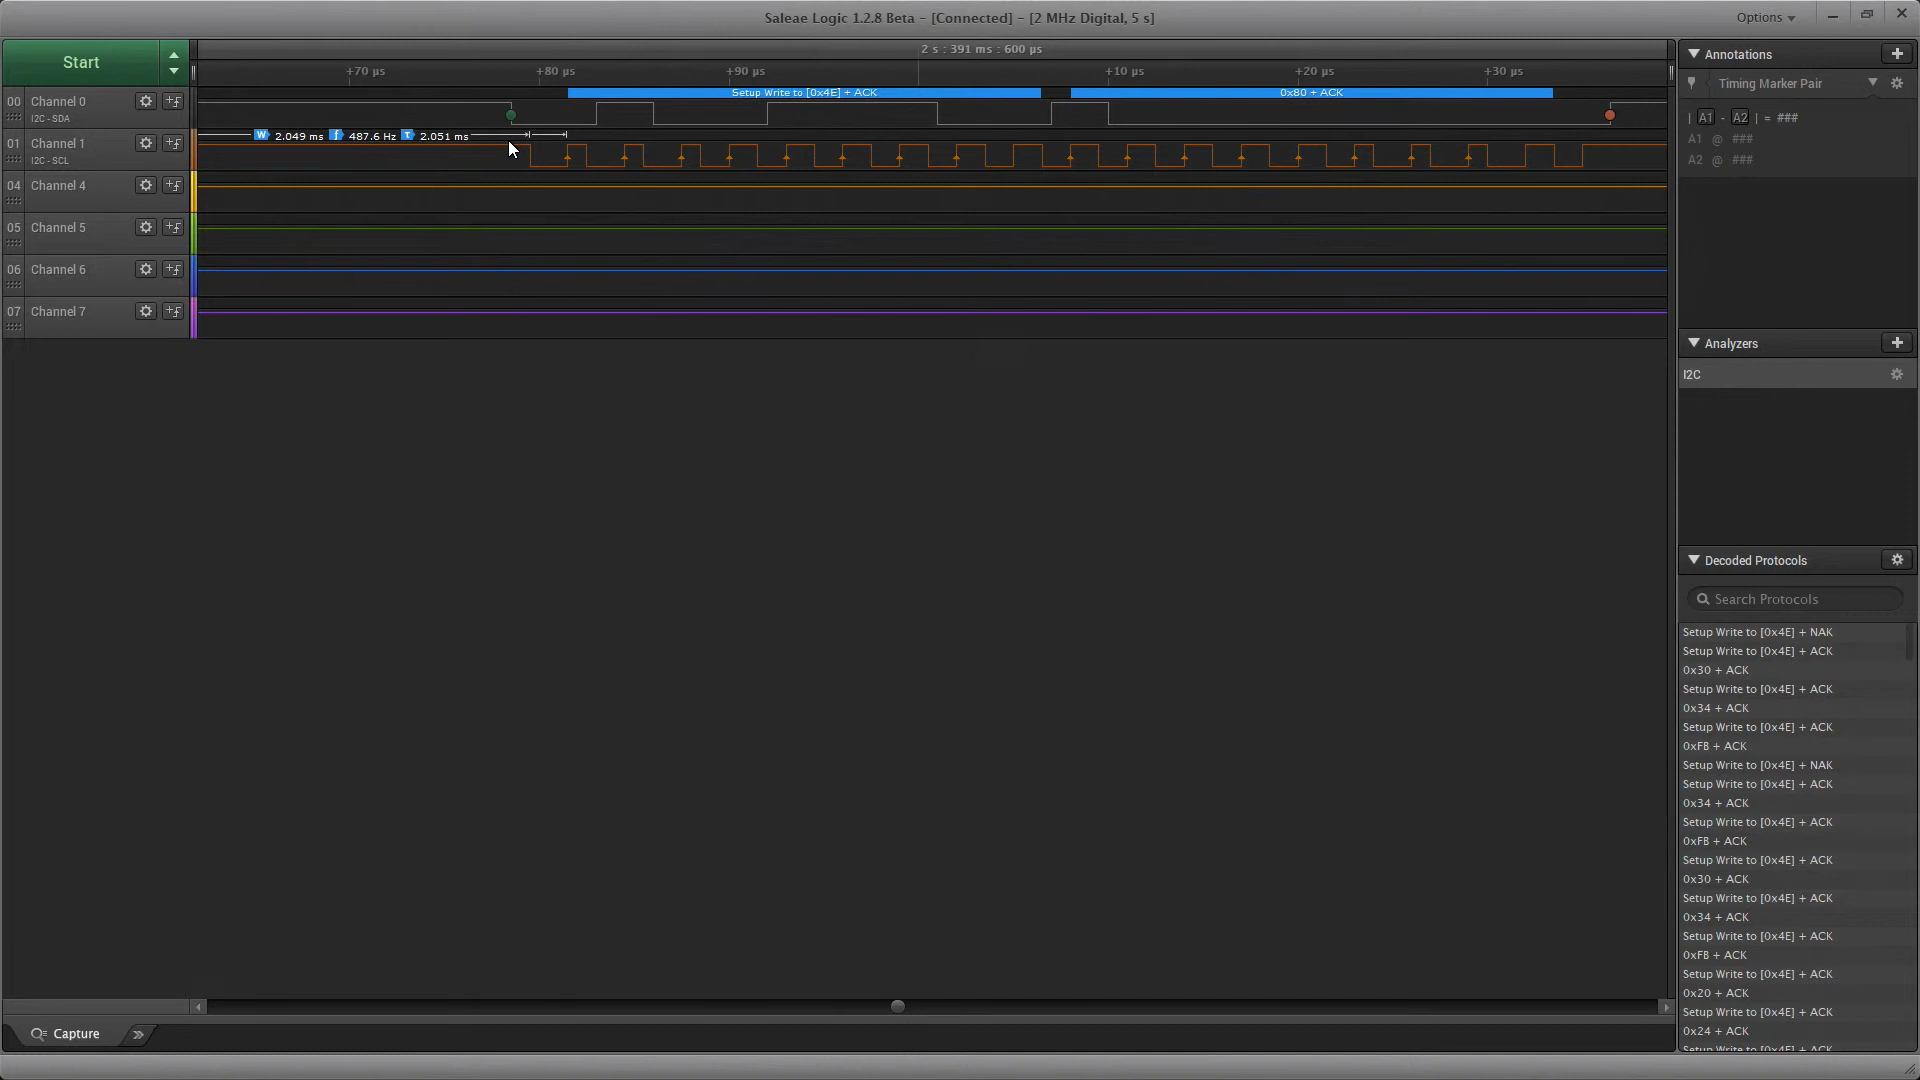 Saleae Logic 1.2.8 Beta - [Connected] - [2 MHz Digital, 5 s]
Options
Start
2 s : 391 ms : 600 µs
+70 µs +80 µs +90 µs +10 µs +20 µs +30 µs
Setup Write to [0x4E] + ACK 0x80 + ACK
00 Channel 0
I2C - SDA
W 2.049 ms f 487.6 Hz T 2.051 ms
01 Channel 1
I2C - SCL
04 Channel 4
05 Channel 5
06 Channel 6
07 Channel 7
Capture
Annotations
Timing Marker Pair
| A1 - A2 | = ###
A1 @ ###
A2 @ ###
Analyzers
I2C
Decoded Protocols
Search Protocols
Setup Write to [0x4E] + NAK
Setup Write to [0x4E] + ACK
0x30 + ACK
Setup Write to [0x4E] + ACK
0x34 + ACK
Setup Write to [0x4E] + ACK
0xFB + ACK
Setup Write to [0x4E] + NAK
Setup Write to [0x4E] + ACK
0x34 + ACK
Setup Write to [0x4E] + ACK
0xFB + ACK
Setup Write to [0x4E] + ACK
0x30 + ACK
Setup Write to [0x4E] + ACK
0x34 + ACK
Setup Write to [0x4E] + ACK
0xFB + ACK
Setup Write to [0x4E] + ACK
0x20 + ACK
Setup Write to [0x4E] + ACK
0x24 + ACK
Setup Write to [0x4E] + ACK